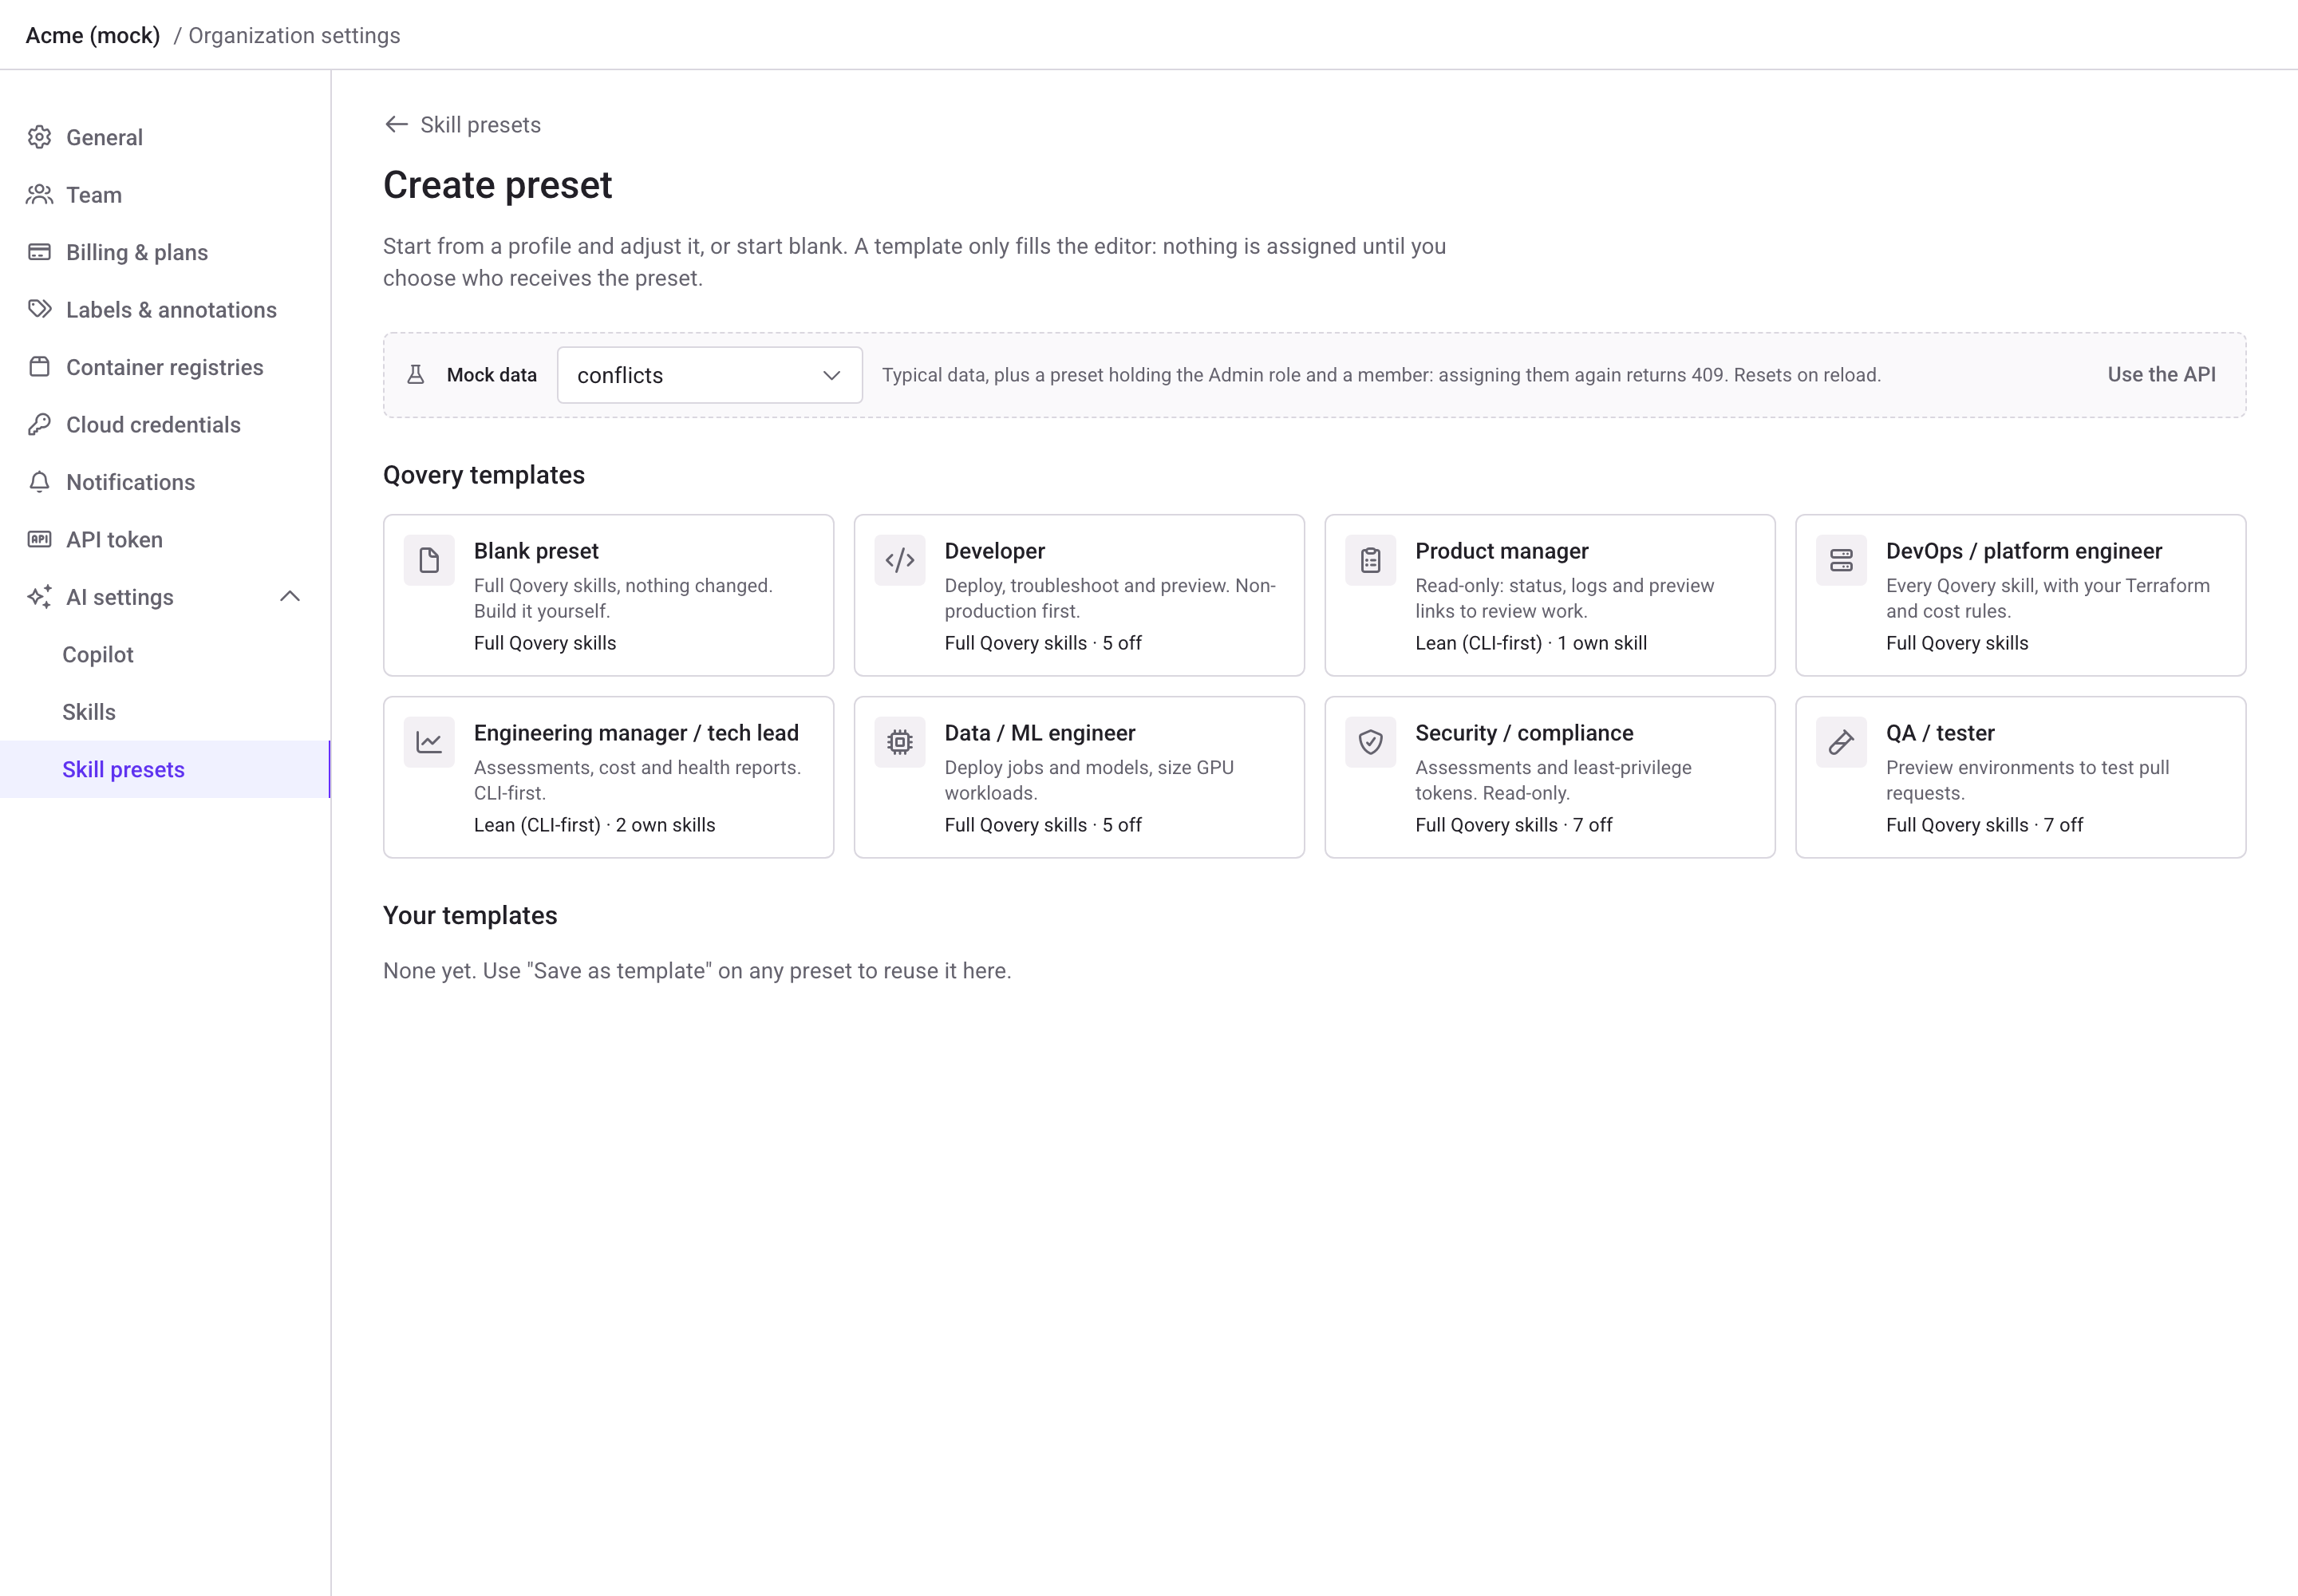 Acme (mock) / Organization settings
General
Team
Billing & plans
Labels & annotations
Container registries
Cloud credentials
Notifications
API token
AI settings
Copilot
Skills
Skill presets
Skill presets
Create preset
Start from a profile and adjust it, or start blank. A template only fills the editor: nothing is assigned until you
choose who receives the preset.
Mock data
conflicts
Typical data, plus a preset holding the Admin role and a member: assigning them again returns 409. Resets on reload.
Use the API
Qovery templates
Blank preset
Full Qovery skills, nothing changed.
Build it yourself.
Full Qovery skills
Developer
Deploy, troubleshoot and preview. Non-
production first.
Full Qovery skills · 5 off
Product manager
Read-only: status, logs and preview
links to review work.
Lean (CLI-first) · 1 own skill
DevOps / platform engineer
Every Qovery skill, with your Terraform
and cost rules.
Full Qovery skills
Engineering manager / tech lead
Assessments, cost and health reports.
CLI-first.
Lean (CLI-first) · 2 own skills
Data / ML engineer
Deploy jobs and models, size GPU
workloads.
Full Qovery skills · 5 off
Security / compliance
Assessments and least-privilege
tokens. Read-only.
Full Qovery skills · 7 off
QA / tester
Preview environments to test pull
requests.
Full Qovery skills · 7 off
Your templates
None yet. Use "Save as template" on any preset to reuse it here.